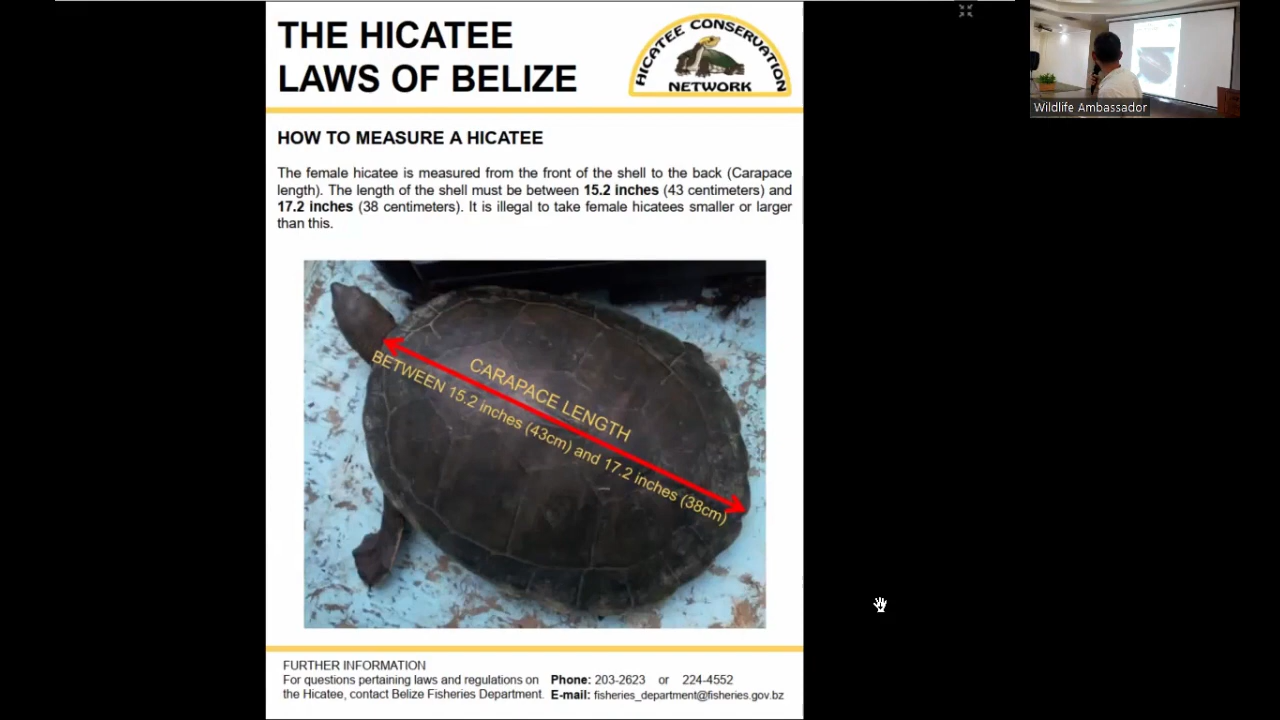 THE HICATEE
LAWS OF BELIZE
HICATEE CONSERVATION
NETWORK
Wildlife Ambassador
HOW TO MEASURE A HICATEE
The female hicatee is measured from the front of the shell to the back (Carapace
length). The length of the shell must be between 15.2 inches (43 centimeters) and
17.2 inches (38 centimeters). It is illegal to take female hicatees smaller or larger
than this.
CARAPACE LENGTH
BETWEEN 15.2 inches (43cm) and 17.2 inches (38cm)
FURTHER INFORMATION
For questions pertaining laws and regulations on
the Hicatee, contact Belize Fisheries Department.
Phone: 203-2623 or 224-4552
E-mail: fisheries_department@fisheries.gov.bz